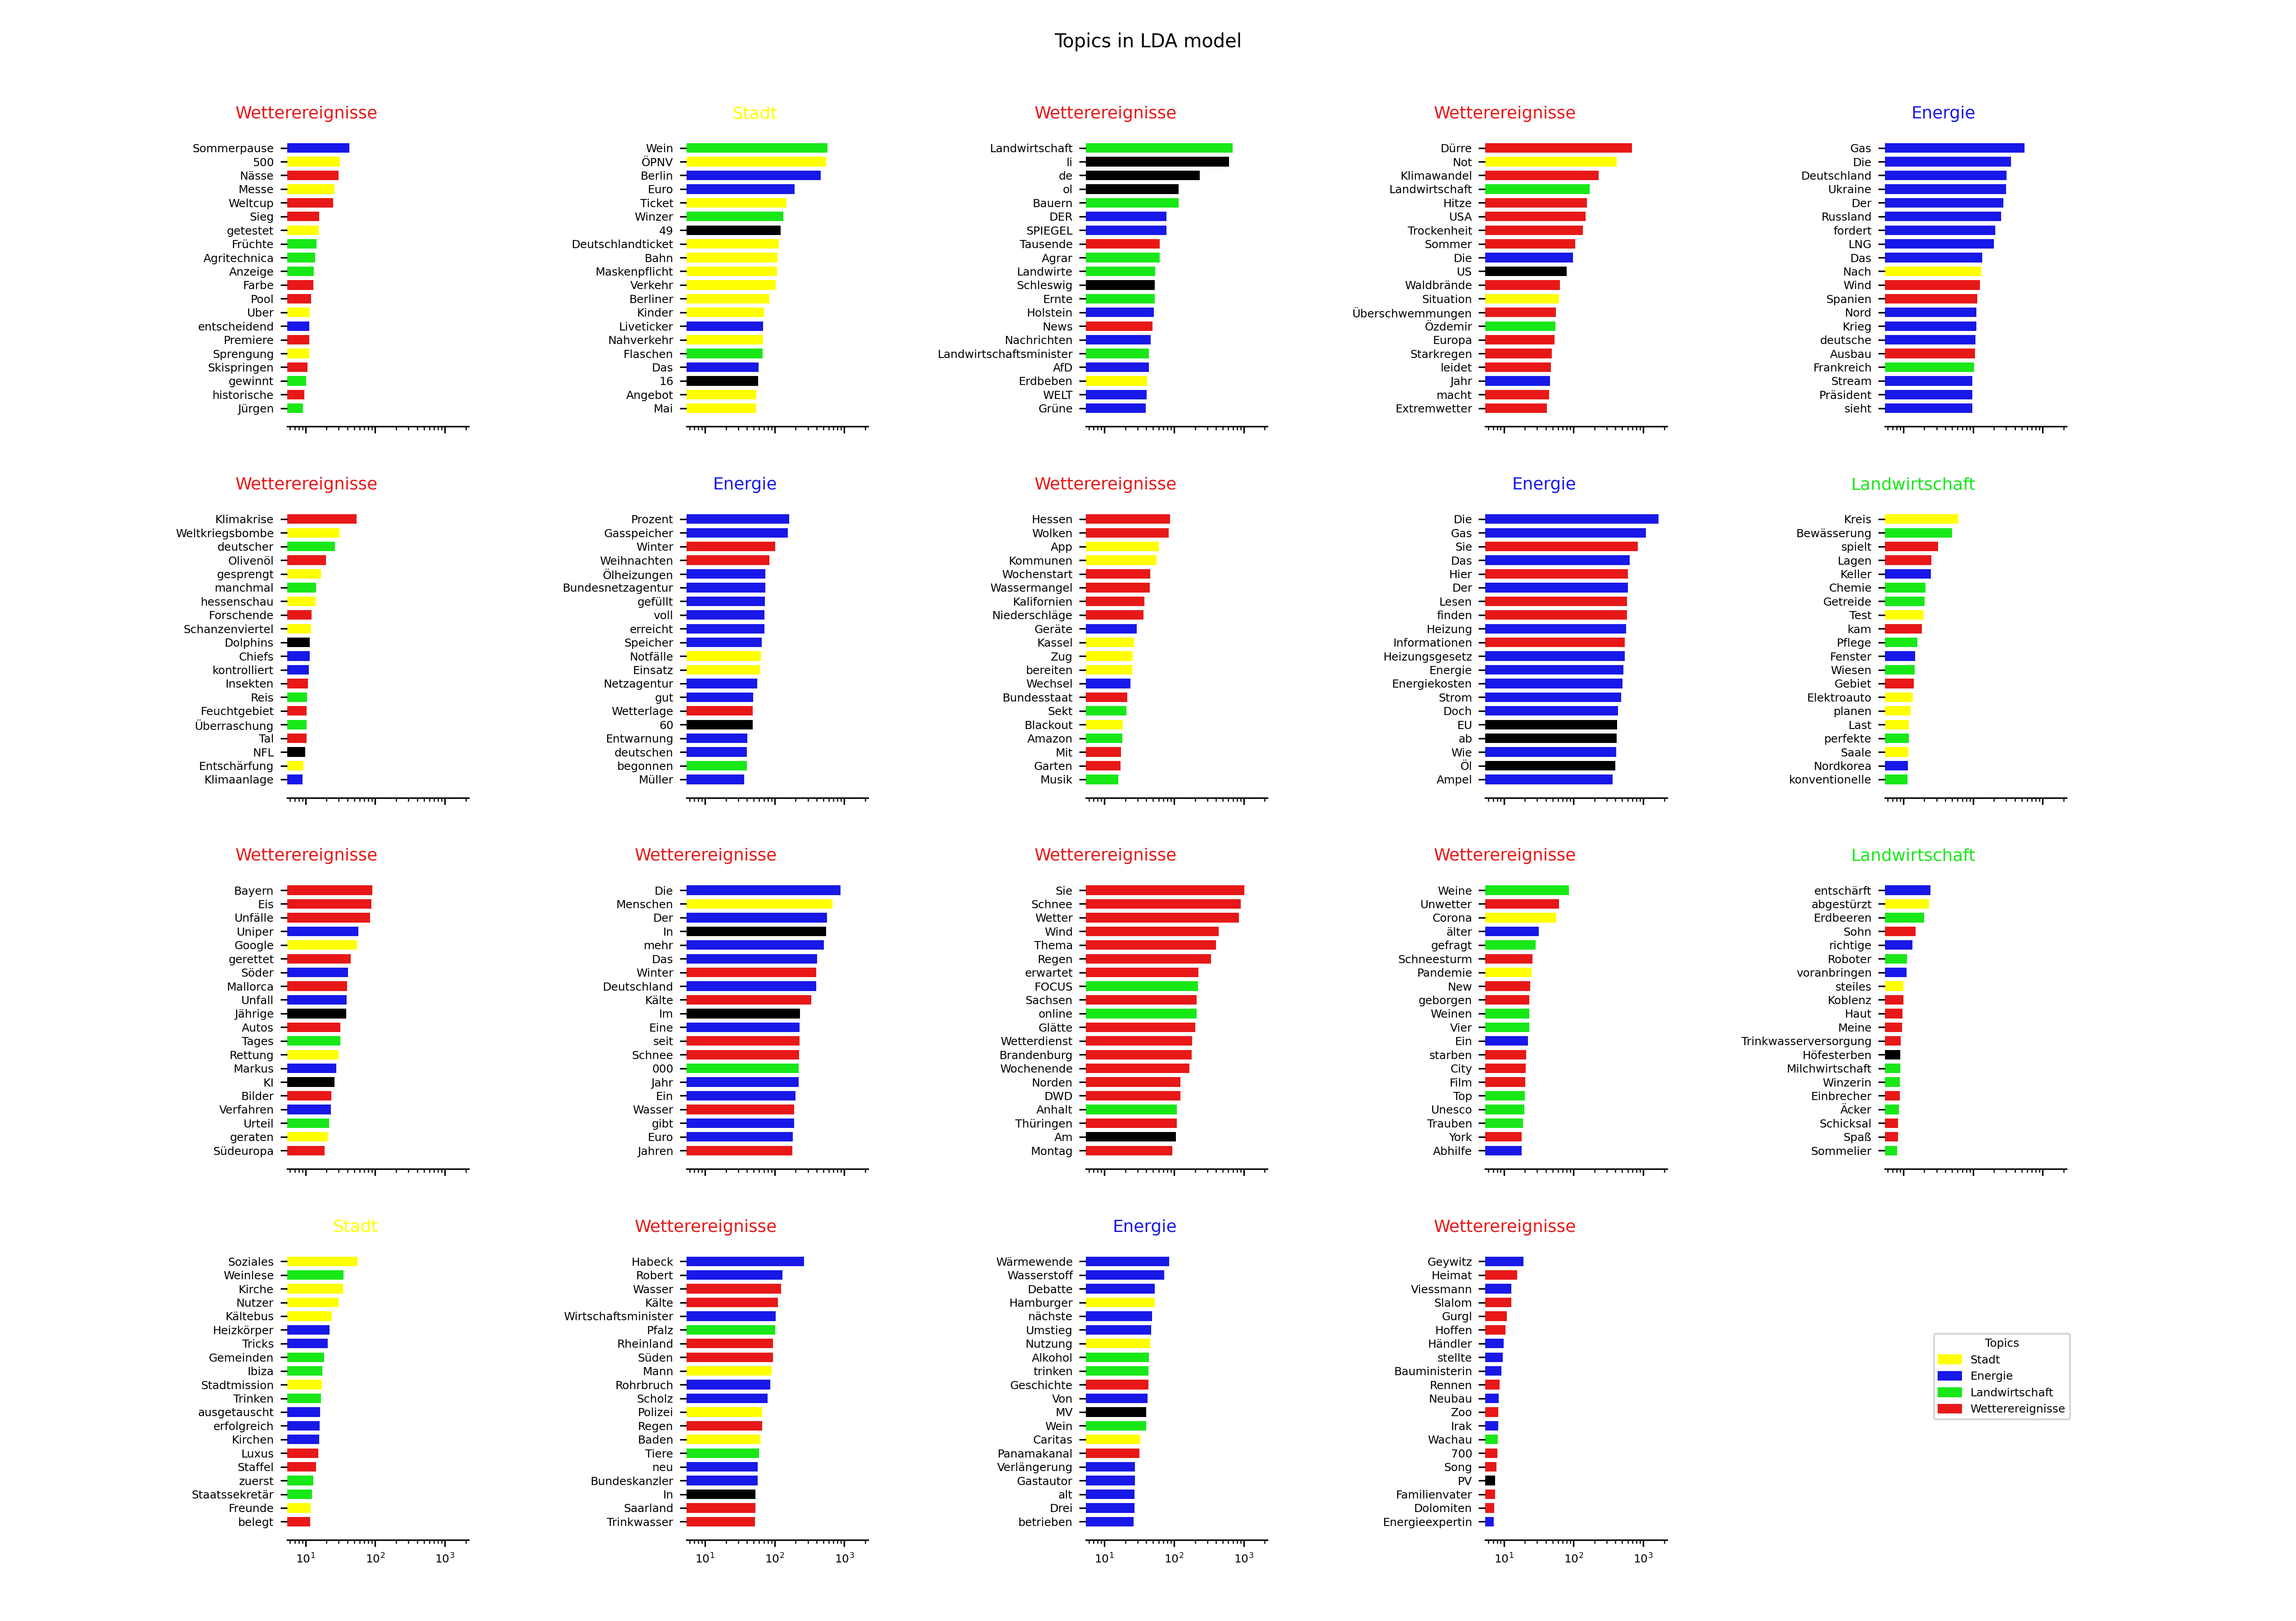 Topics in LDA model
Wetterereignisse
Sommerpause
500
Nässe
Messe
Weltcup
Sieg
getestet
Früchte
Agritechnica
Anzeige
Farbe
Pool
Uber
entscheidend
Premiere
Sprengung
Skispringen
gewinnt
historische
Jürgen
Stadt
Wein
ÖPNV
Berlin
Euro
Ticket
Winzer
49
Deutschlandticket
Bahn
Maskenpflicht
Verkehr
Berliner
Kinder
Liveticker
Nahverkehr
Flaschen
Das
16
Angebot
Mai
Wetterereignisse
Landwirtschaft
li
de
ol
Bauern
DER
SPIEGEL
Tausende
Agrar
Landwirte
Schleswig
Ernte
Holstein
News
Nachrichten
Landwirtschaftsminister
AfD
Erdbeben
WELT
Grüne
Wetterereignisse
Dürre
Not
Klimawandel
Landwirtschaft
Hitze
USA
Trockenheit
Sommer
Die
US
Waldbrände
Situation
Überschwemmungen
Özdemir
Europa
Starkregen
leidet
Jahr
macht
Extremwetter
Energie
Gas
Die
Deutschland
Ukraine
Der
Russland
fordert
LNG
Das
Nach
Wind
Spanien
Nord
Krieg
deutsche
Ausbau
Frankreich
Stream
Präsident
sieht
Wetterereignisse
Klimakrise
Weltkriegsbombe
deutscher
Olivenöl
gesprengt
manchmal
hessenschau
Forschende
Schanzenviertel
Dolphins
Chiefs
kontrolliert
Insekten
Reis
Feuchtgebiet
Überraschung
Tal
NFL
Entschärfung
Klimaanlage
Energie
Prozent
Gasspeicher
Winter
Weihnachten
Ölheizungen
Bundesnetzagentur
gefüllt
voll
erreicht
Speicher
Notfälle
Einsatz
Netzagentur
gut
Wetterlage
60
Entwarnung
deutschen
begonnen
Müller
Wetterereignisse
Hessen
Wolken
App
Kommunen
Wochenstart
Wassermangel
Kalifornien
Niederschläge
Geräte
Kassel
Zug
bereiten
Wechsel
Bundesstaat
Sekt
Blackout
Amazon
Mit
Garten
Musik
Energie
Die
Gas
Sie
Das
Hier
Der
Lesen
finden
Heizung
Informationen
Heizungsgesetz
Energie
Energiekosten
Strom
Doch
EU
ab
Wie
Öl
Ampel
Landwirtschaft
Kreis
Bewässerung
spielt
Lagen
Keller
Chemie
Getreide
Test
kam
Pflege
Fenster
Wiesen
Gebiet
Elektroauto
planen
Last
perfekte
Saale
Nordkorea
konventionelle
Wetterereignisse
Bayern
Eis
Unfälle
Uniper
Google
gerettet
Söder
Mallorca
Unfall
Jährige
Autos
Tages
Rettung
Markus
KI
Bilder
Verfahren
Urteil
geraten
Südeuropa
Wetterereignisse
Die
Menschen
Der
In
mehr
Das
Winter
Deutschland
Kälte
Im
Eine
seit
Schnee
000
Jahr
Ein
Wasser
gibt
Euro
Jahren
Wetterereignisse
Sie
Schnee
Wetter
Wind
Thema
Regen
erwartet
FOCUS
Sachsen
online
Glätte
Wetterdienst
Brandenburg
Wochenende
Norden
DWD
Anhalt
Thüringen
Am
Montag
Wetterereignisse
Weine
Unwetter
Corona
älter
gefragt
Schneesturm
Pandemie
New
geborgen
Weinen
Vier
Ein
starben
City
Film
Top
Unesco
Trauben
York
Abhilfe
Landwirtschaft
entschärft
abgestürzt
Erdbeeren
Sohn
richtige
Roboter
voranbringen
steiles
Koblenz
Haut
Meine
Trinkwasserversorgung
Höfesterben
Milchwirtschaft
Winzerin
Einbrecher
Äcker
Schicksal
Spaß
Sommelier
Stadt
Soziales
Weinlese
Kirche
Nutzer
Kältebus
Heizkörper
Tricks
Gemeinden
Ibiza
Stadtmission
Trinken
ausgetauscht
erfolgreich
Kirchen
Luxus
Staffel
zuerst
Staatssekretär
Freunde
belegt
10¹ 10² 10³
Wetterereignisse
Habeck
Robert
Wasser
Kälte
Wirtschaftsminister
Pfalz
Rheinland
Süden
Mann
Rohrbruch
Scholz
Polizei
Regen
Baden
Tiere
neu
Bundeskanzler
In
Saarland
Trinkwasser
10¹ 10² 10³
Energie
Wärmewende
Wasserstoff
Debatte
Hamburger
nächste
Umstieg
Nutzung
Alkohol
trinken
Geschichte
Von
MV
Wein
Caritas
Panamakanal
Verlängerung
Gastautor
alt
Drei
betrieben
10¹ 10² 10³
Wetterereignisse
Geywitz
Heimat
Viessmann
Slalom
Gurgl
Hoffen
Händler
stellte
Bauministerin
Rennen
Neubau
Zoo
Irak
Wachau
700
Song
PV
Familienvater
Dolomiten
Energieexpertin
10¹ 10² 10³
Topics
Stadt
Energie
Landwirtschaft
Wetterereignisse